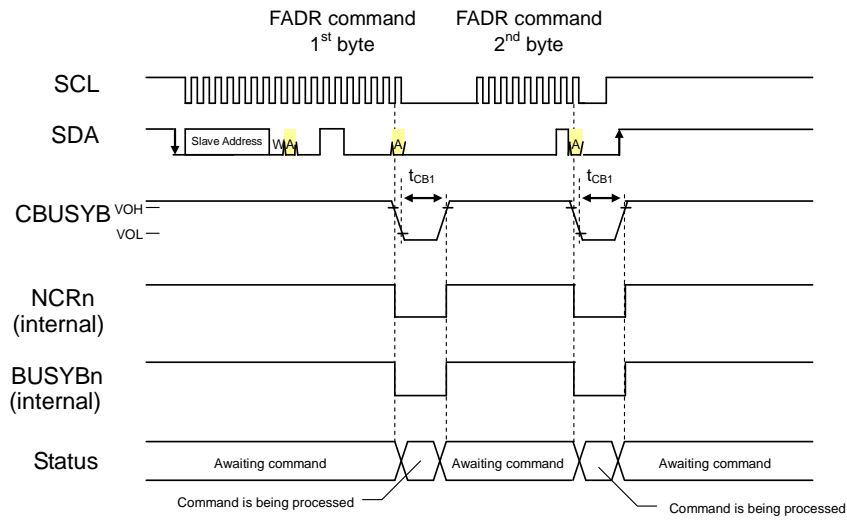 FADR command
1st byte
FADR command
2nd byte
SCL
SDA
Slave Address
W
A
A
A
tCB1
tCB1
CBUSYB
VOH
VOL
NCRn
(internal)
BUSYBn
(internal)
Status
Awaiting command
Awaiting command
Awaiting command
Command is being processed
Command is being processed